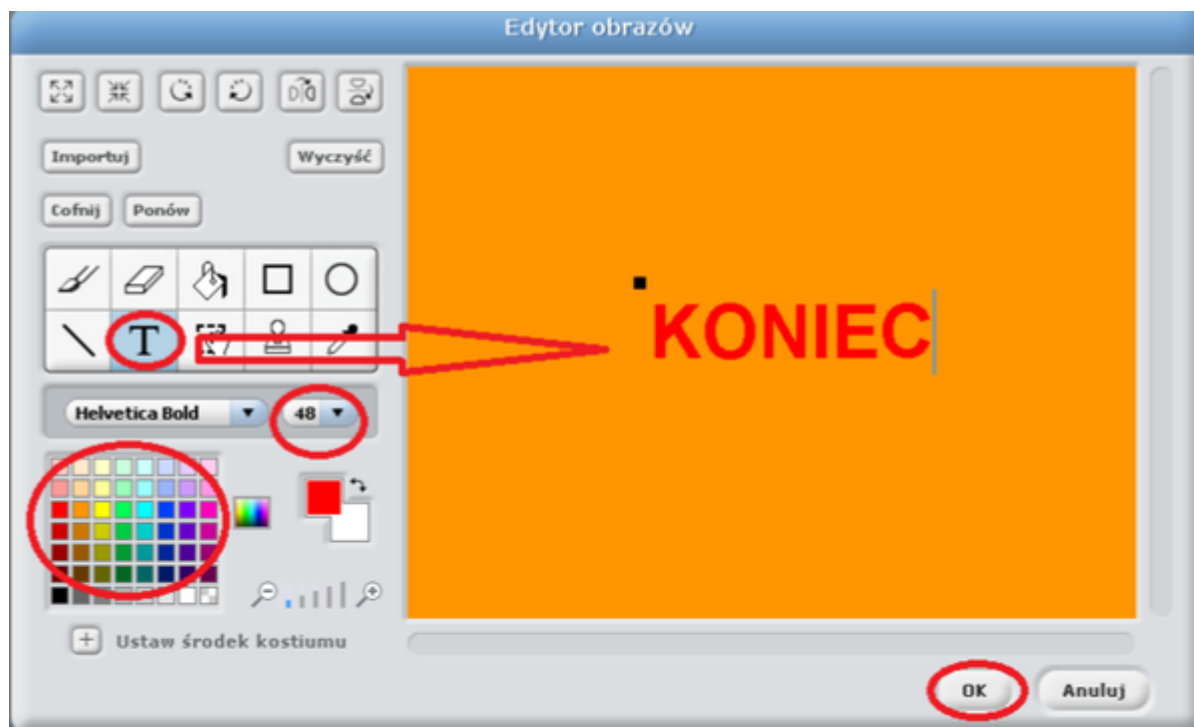 Edytor obrazów
Importuj
Wyczyść
Cofnij
Ponów
T
KONIEC
Helvetica Bold
48
Ustaw środek kostiumu
OK
Anuluj